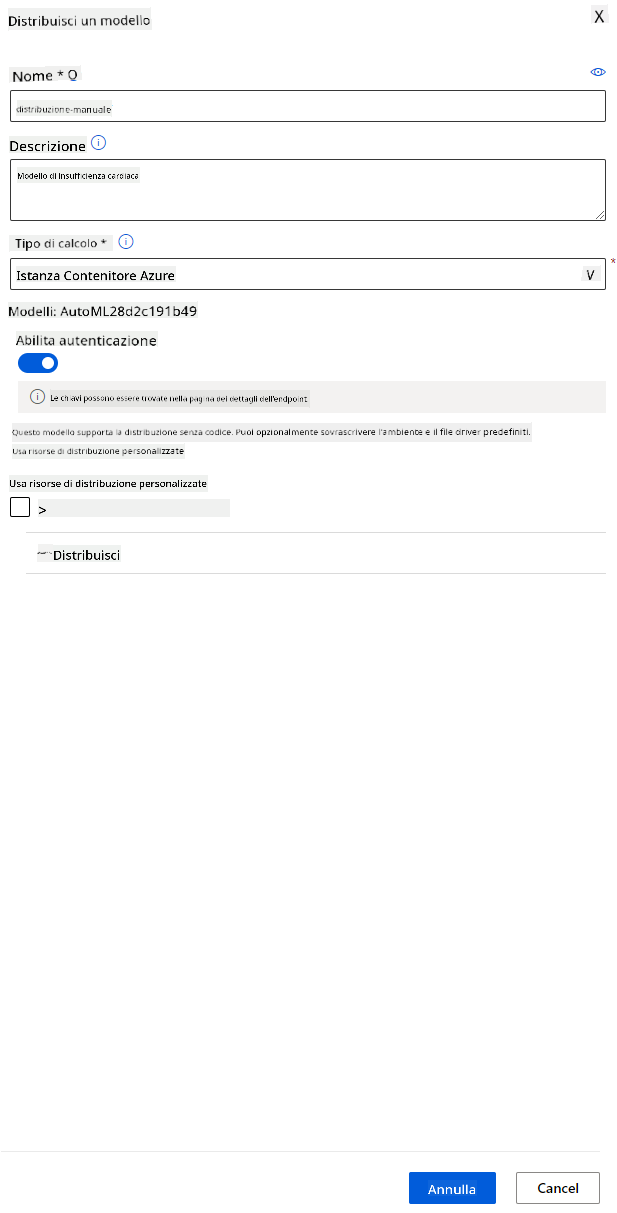 Distribuisci un modello
X
Nome *
distribuzione-manuale
Descrizione
Modello di insufficienza cardiaca
Tipo di calcolo *
Istanza Contenitore Azure
*
Modelli: AutoML28d2c191b49
Abilita autenticazione
Le chiavi possono essere trovate nella pagina dei dettagli dell'endpoint
Questo modello supporta la distribuzione senza codice. Puoi opzionalmente sovrascrivere l'ambiente e il file driver predefiniti.
Usa risorse di distribuzione personalizzate
Usa risorse di distribuzione personalizzate
>
Distribuisci
Annulla
Cancel